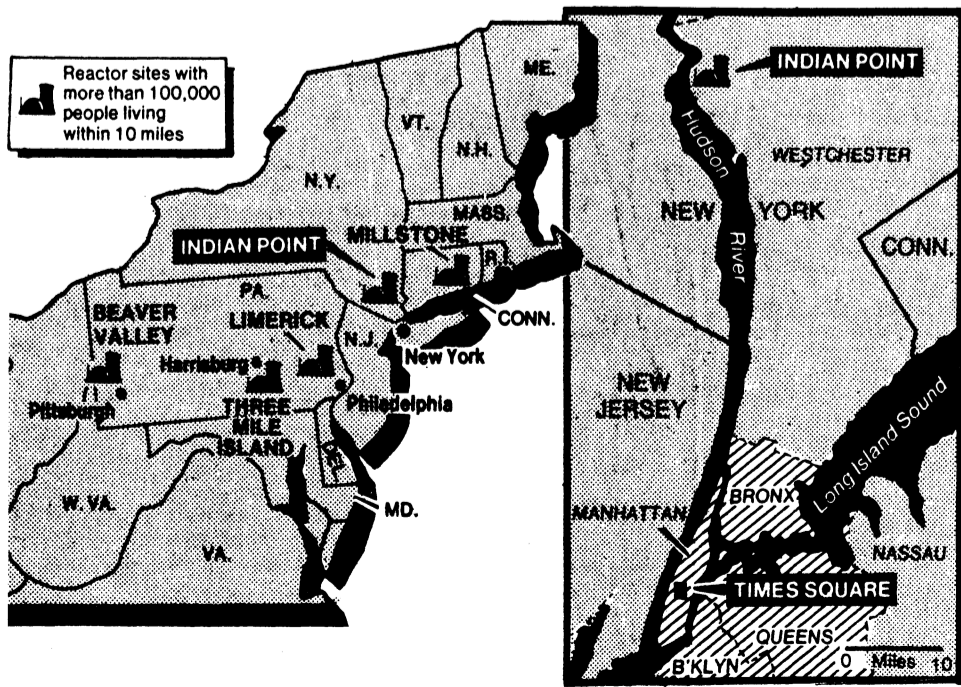 Reactor sites with
more than 100,000
people living
within 10 miles
ME.
VT.
N.H.
N.Y.
MASS.
MILLSTONE
INDIAN POINT
R.I.
PA.
CONN.
BEAVER
VALLEY
LIMERICK
N.J.
New York
Harrisburg
Pittsburgh
Philadelphia
THREE
MILE
ISLAND
DEL.
W. VA.
MD.
VA.
INDIAN POINT
Hudson
River
WESTCHESTER
NEW YORK
CONN.
NEW
JERSEY
Long Island Sound
BRONX
MANHATTAN
NASSAU
TIMES SQUARE
QUEENS
B'KLYN
0 Miles 10